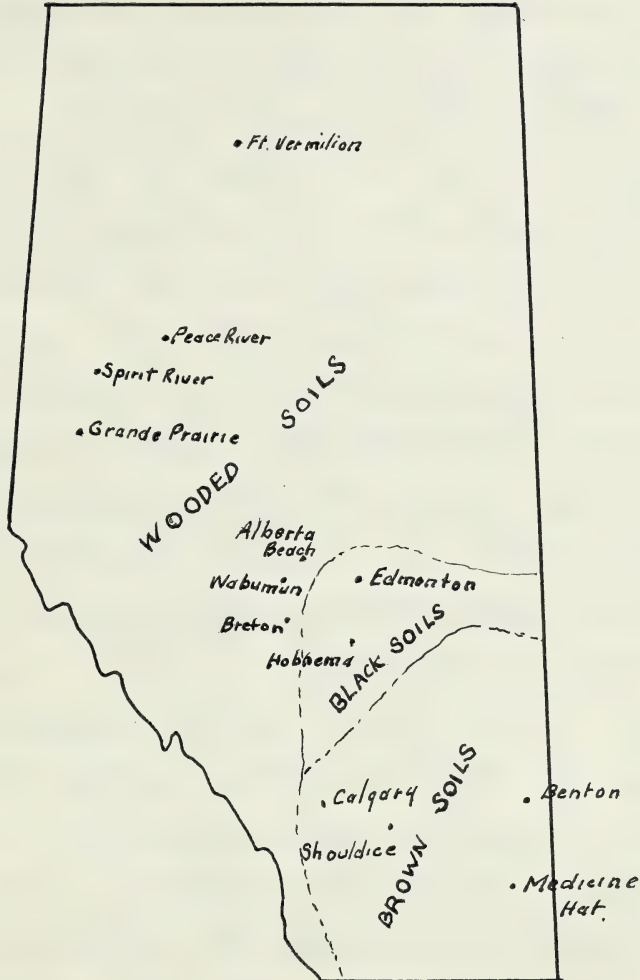 Ft. Vermilion
Peace River
Spirit River
Grande Prairie
WOODED SOILS
Alberta
Beach
Wabumun
Edmonton
Breton
Hobbema
BLACK SOILS
Calgary
Benton
Shouldice
BROWN SOILS
Medicine
Hat.